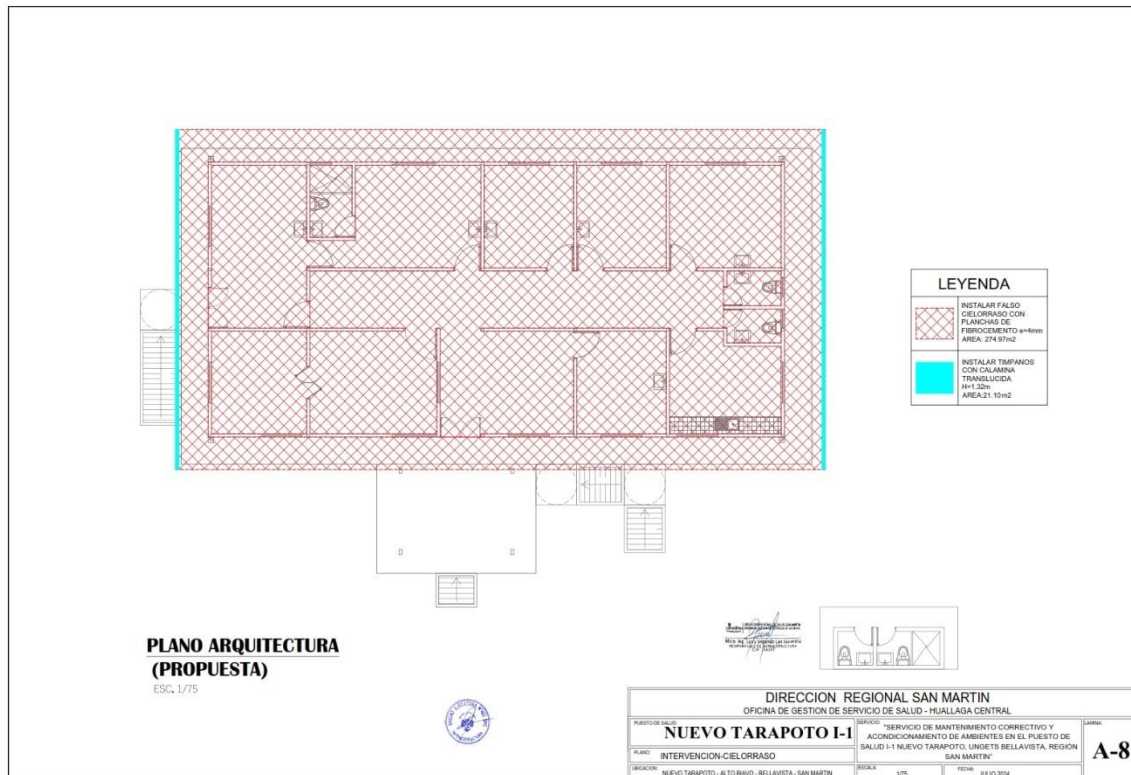 LEYENDA
INSTALAR FALSO
CIELORRASO CON
PLANCHAS DE
FIBROCEMENTO e=4mm
AREA: 274.97m2
INSTALAR TIMPANOS
CON CALAMINA
TRANSLUCIDA
H=1.32m
AREA:21.10m2
PLANO ARQUITECTURA
(PROPUESTA)
ESC. 1/75
DIRECCION REGIONAL SAN MARTIN
OFICINA DE GESTION DE SERVICIO DE SALUD - HUALLAGA CENTRAL
PUESTO DE SALUD:
NUEVO TARAPOTO I-1
PLANO:
INTERVENCION-CIELORRASO
UBICACION:
NUEVO TARAPOTO - ALTO BIAVO - BELLAVISTA - SAN MARTIN
SERVICIO:
"SERVICIO DE MANTENIMIENTO CORRECTIVO Y
ACONDICIONAMIENTO DE AMBIENTES EN EL PUESTO DE
SALUD I-1 NUEVO TARAPOTO, UNGETS BELLAVISTA, REGIÓN
SAN MARTIN"
ESCALA:
1/75
FECHA:
JULIO 2024
LAMINA:
A-8